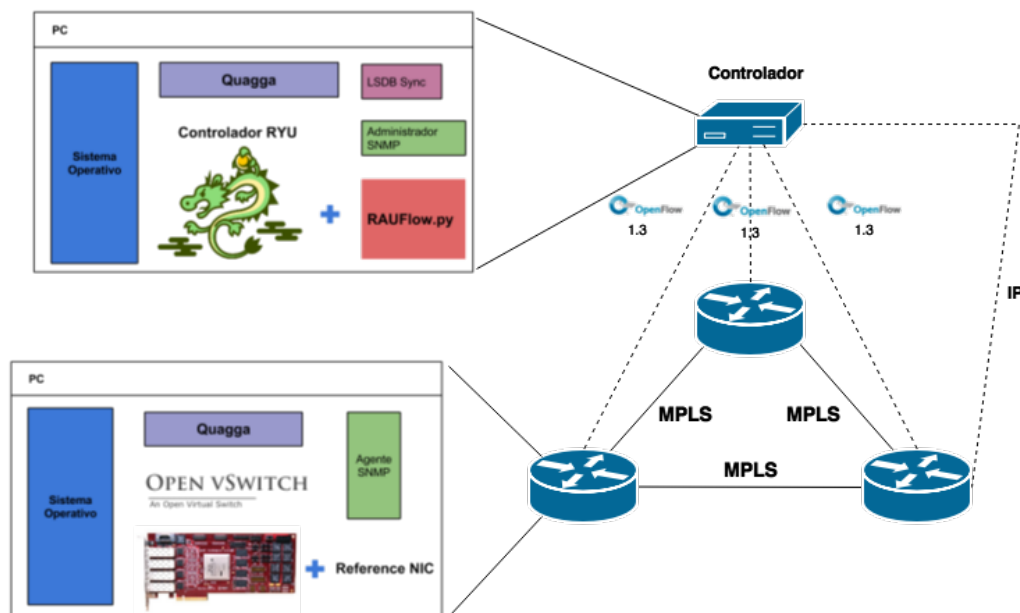 PC
Quagga
LSDB Sync
Controlador RYU
Administrador
SNMP
Sistema
Operativo
RAUFlow.py
Controlador
OpenFlow
1.3
OpenFlow
1.3
OpenFlow
1.3
IP
MPLS
MPLS
MPLS
PC
Quagga
Agente
SNMP
OPEN VSWITCH
An Open Virtual Switch
Sistema
Operativo
Reference NIC